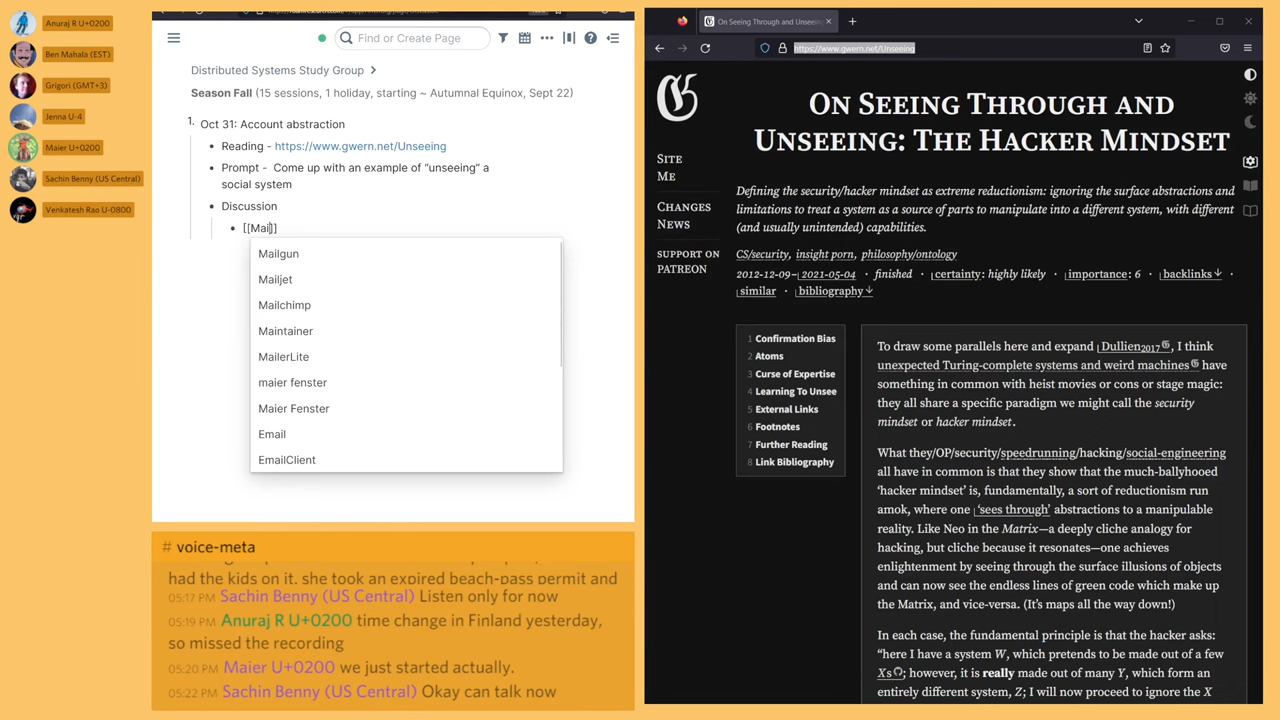 Anuraj R U+0200
Ben Mahala (EST)
Grigori (GMT+3)
Jenna U-4
Maier U+0200
Sachin Benny (US Central)
Venkatesh Rao U-0800
Find or Create Page
Distributed Systems Study Group
Season Fall (15 sessions, 1 holiday, starting ~ Autumnal Equinox, Sept 22)
1. Oct 31: Account abstraction
Reading - https://www.gwern.net/Unseeing
Prompt - Come up with an example of “unseeing” a
social system
Discussion
[[Mai]]
Mailgun
Mailjet
Mailchimp
Maintainer
MailerLite
maier fenster
Maier Fenster
Email
EmailClient
# voice-meta
had the kids on it. she took an expired beach-pass permit and
05:17 PM Sachin Benny (US Central) Listen only for now
05:19 PM Anuraj R U+0200 time change in Finland yesterday,
so missed the recording
05:20 PM Maier U+0200 we just started actually.
05:22 PM Sachin Benny (US Central) Okay can talk now
On Seeing Through and Unseeing
https://www.gwern.net/Unseeing
SITE
ME
CHANGES
NEWS
SUPPORT ON
PATREON
ON SEEING THROUGH AND
UNSEEING: THE HACKER MINDSET
Defining the security/hacker mindset as extreme reductionism: ignoring the surface abstractions and
limitations to treat a system as a source of parts to manipulate into a different system, with different
(and usually unintended) capabilities.
CS/security, insight porn, philosophy/ontology
2012-12-09–2021-05-04 · finished · certainty: highly likely · importance: 6 · backlinks ·
similar · bibliography
1 Confirmation Bias
2 Atoms
3 Curse of Expertise
4 Learning To Unsee
5 External Links
6 Footnotes
7 Further Reading
8 Link Bibliography
To draw some parallels here and expand Dullien2017, I think
unexpected Turing-complete systems and weird machines have
something in common with heist movies or cons or stage magic:
they all share a specific paradigm we might call the security
mindset or hacker mindset.
What they/OP/security/speedrunning/hacking/social-engineering
all have in common is that they show that the much-ballyhooed
‘hacker mindset’ is, fundamentally, a sort of reductionism run
amok, where one ‘sees through’ abstractions to a manipulable
reality. Like Neo in the Matrix—a deeply cliche analogy for
hacking, but cliche because it resonates—one achieves
enlightenment by seeing through the surface illusions of objects
and can now see the endless lines of green code which make up
the Matrix, and vice-versa. (It’s maps all the way down!)
In each case, the fundamental principle is that the hacker asks:
“here I have a system W, which pretends to be made out of a few
Xs; however, it is really made out of many Y, which form an
entirely different system, Z; I will now proceed to ignore the X